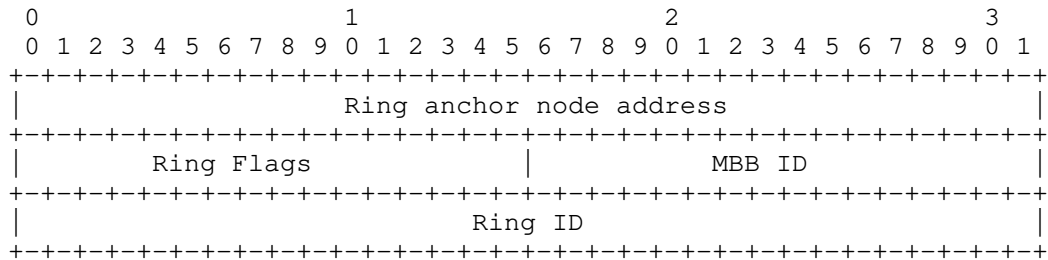 0                   1                   2                   3
 0 1 2 3 4 5 6 7 8 9 0 1 2 3 4 5 6 7 8 9 0 1 2 3 4 5 6 7 8 9 0 1
+-+-+-+-+-+-+-+-+-+-+-+-+-+-+-+-+-+-+-+-+-+-+-+-+-+-+-+-+-+-+-+-+
|                    Ring anchor node address                   |
+-+-+-+-+-+-+-+-+-+-+-+-+-+-+-+-+-+-+-+-+-+-+-+-+-+-+-+-+-+-+-+-+
|        Ring Flags             |           MBB ID              |
+-+-+-+-+-+-+-+-+-+-+-+-+-+-+-+-+-+-+-+-+-+-+-+-+-+-+-+-+-+-+-+-+
|                            Ring ID                            |
+-+-+-+-+-+-+-+-+-+-+-+-+-+-+-+-+-+-+-+-+-+-+-+-+-+-+-+-+-+-+-+-+